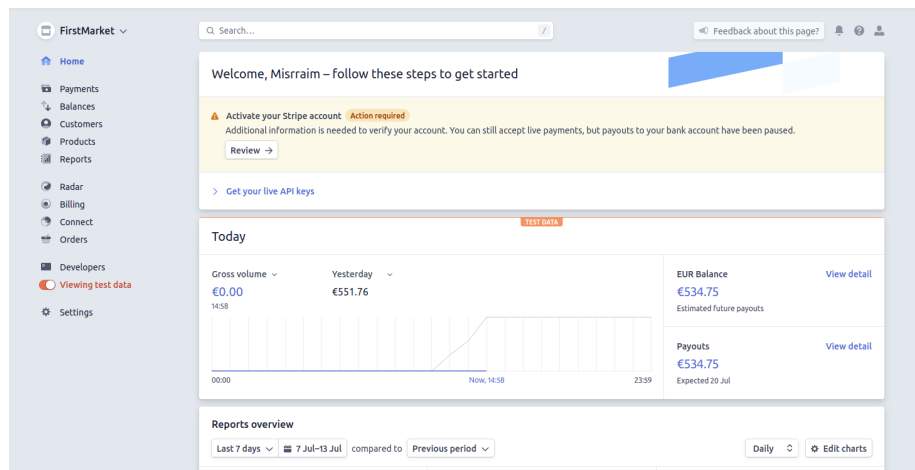 FirstMarket
Search... /
Feedback about this page?
Home
Payments
Balances
Customers
Products
Reports
Radar
Billing
Connect
Orders
Developers
Viewing test data
Settings
Welcome, Misrraim – follow these steps to get started
Activate your Stripe account Action required
Additional information is needed to verify your account. You can still accept live payments, but payouts to your bank account have been paused.
Review →
Get your live API keys
TEST DATA
Today
Gross volume Yesterday
€0.00 €551.76
14:58
00:00 Now, 14:58 23:59
EUR Balance View detail
€534.75
Estimated future payouts
Payouts View detail
€534.75
Expected 20 Jul
Reports overview
Last 7 days 7 Jul–13 Jul compared to Previous period Daily Edit charts